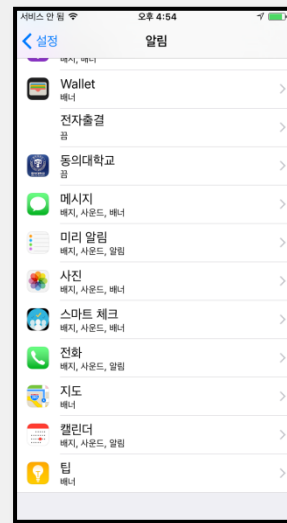 서비스 안 됨
오후 4:54
설정
알림
배지, 배너
Wallet
배너
전자출결
끔
동의대학교
끔
메시지
배지, 사운드, 배너
미리 알림
배지, 사운드, 알림
사진
배지, 사운드, 배너
스마트 체크
배지, 사운드, 배너
전화
배지, 사운드, 알림
지도
배너
캘린더
배지, 사운드, 알림
팁
배너